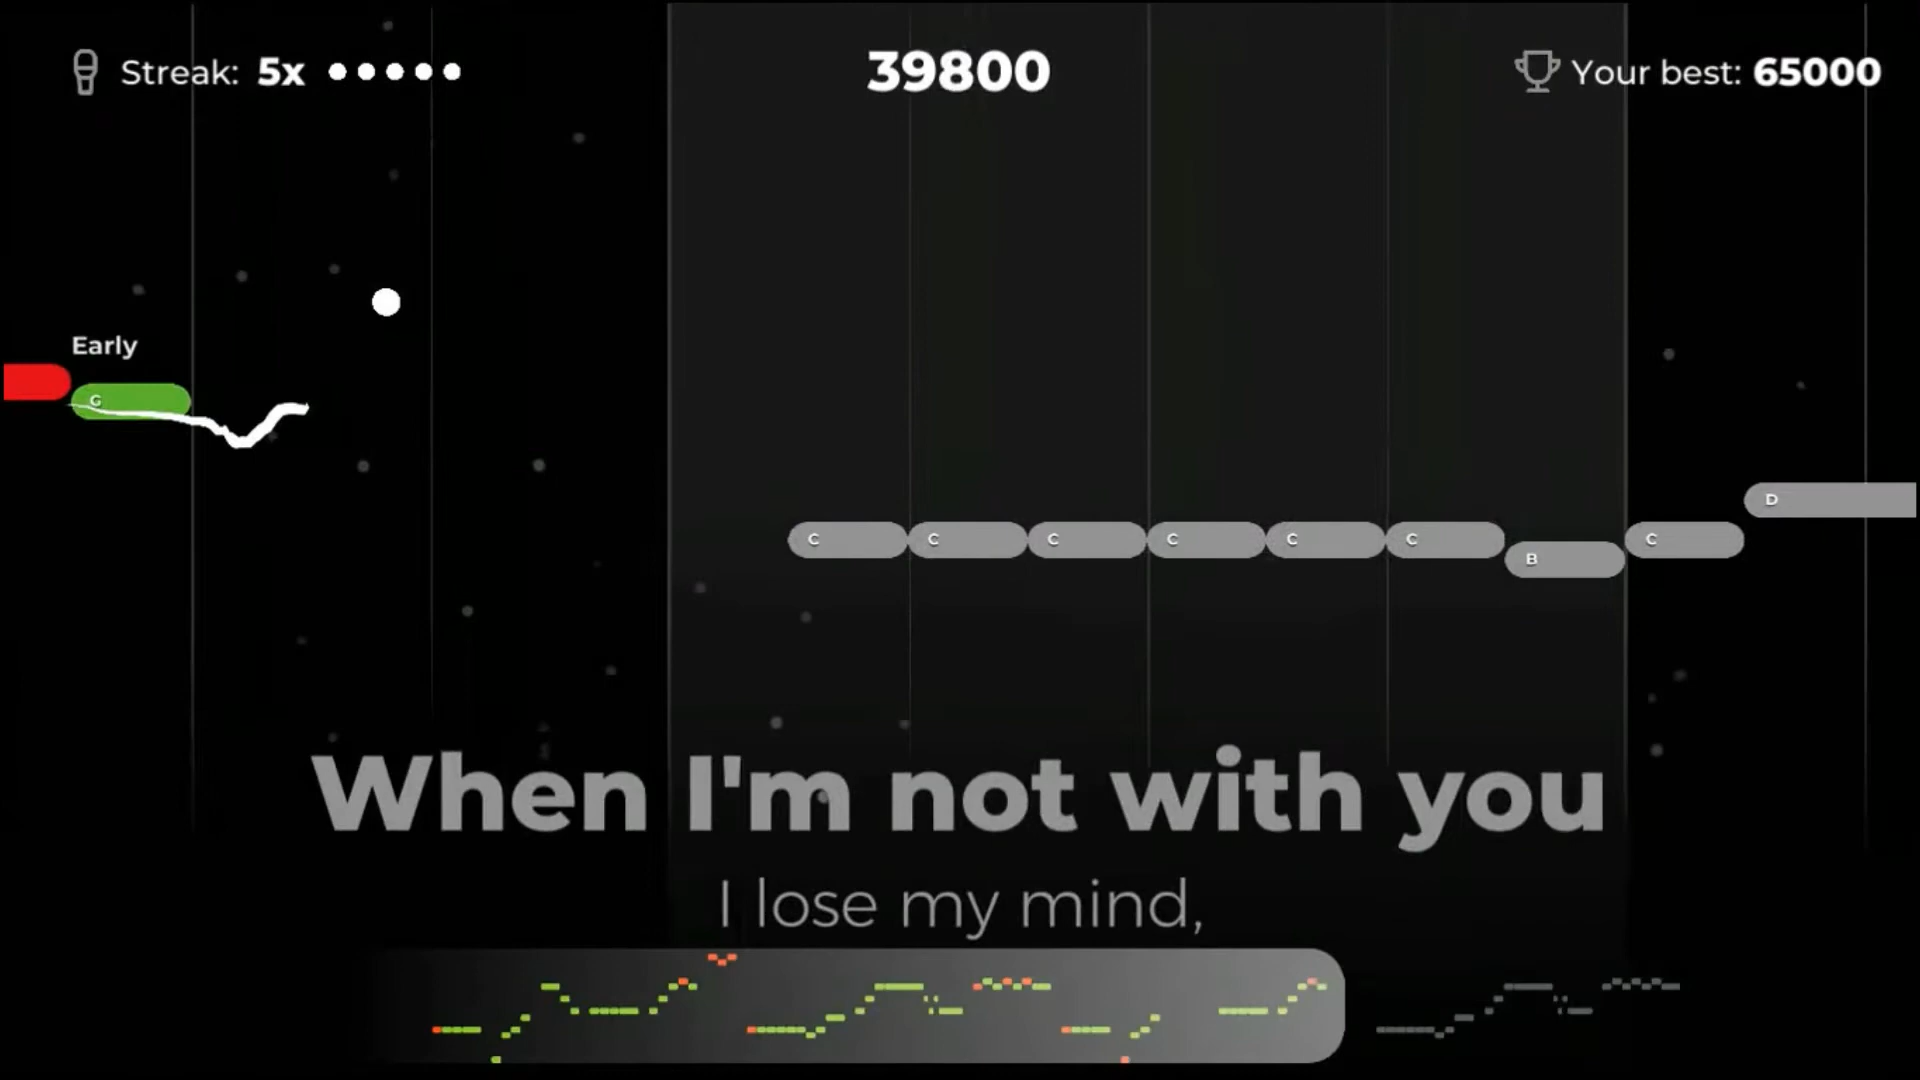 Streak: 5x
39800
Your best: 65000
Early
G
D
C C C C C C C
B
When I'm not with you
I lose my mind,